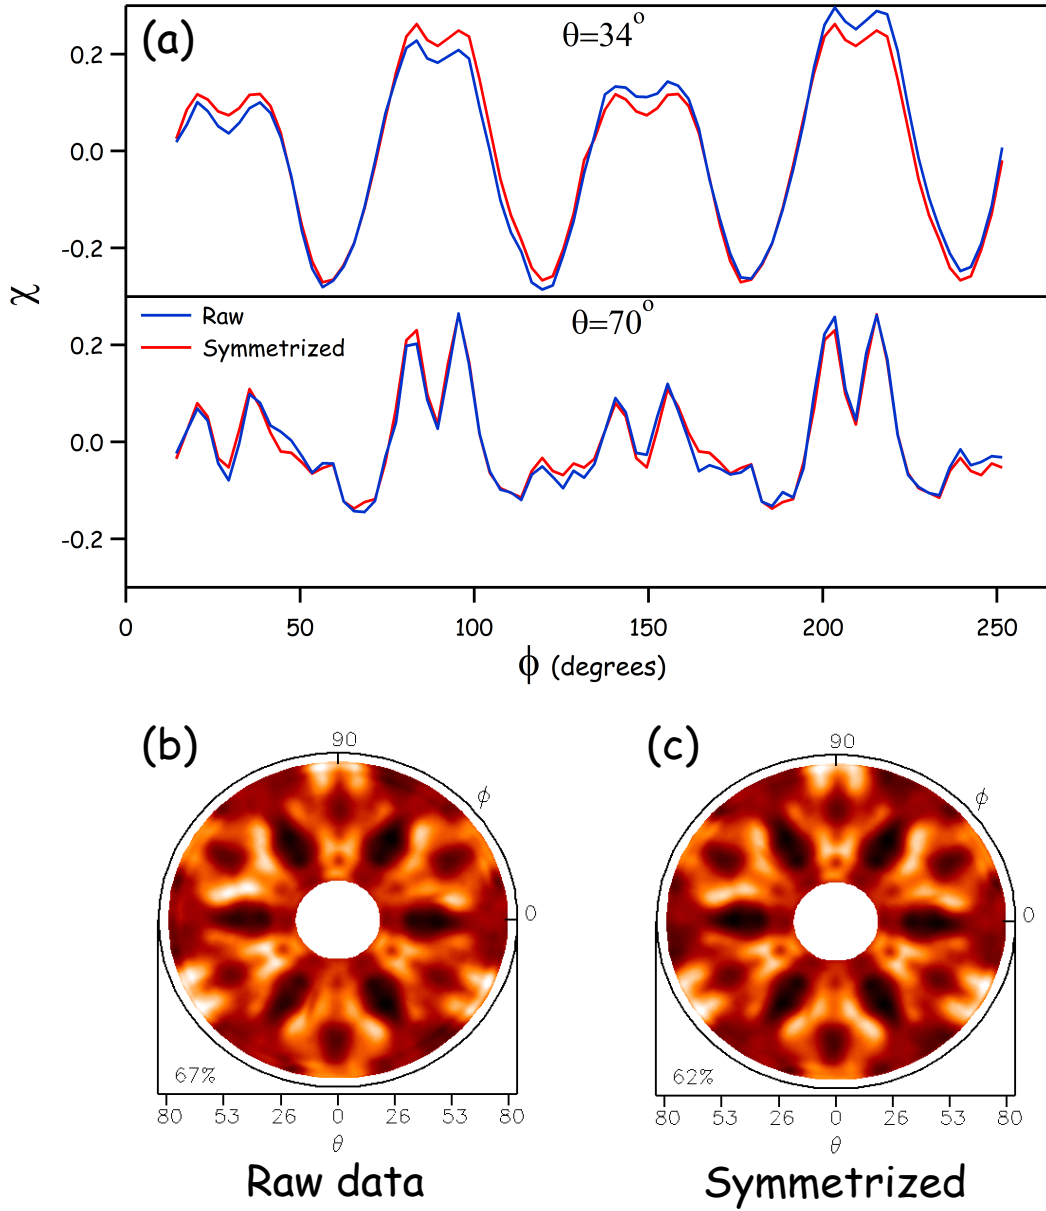 (a)
θ=34°
0.2
0.0
-0.2
χ
Raw
Symmetrized
θ=70°
0.2
0.0
-0.2
0 50 100 150 200 250
ϕ (degrees)
(b)
90
ϕ
0
67%
80 53 26 0 26 53 80
θ
Raw data
(c)
90
ϕ
0
62%
80 53 26 0 26 53 80
θ
Symmetrized